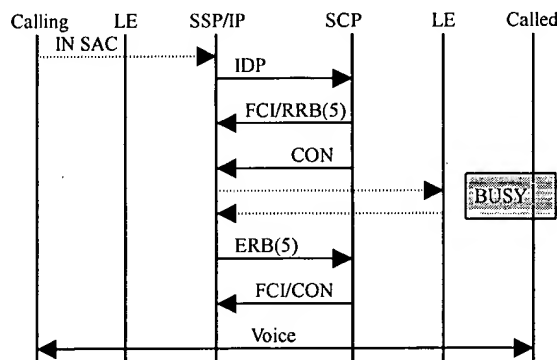 Calling LE SSP/IP SCP LE Called
IN SAC
IDP
FCI/RRB(5)
CON
BUSY
ERB(5)
FCI/CON
Voice